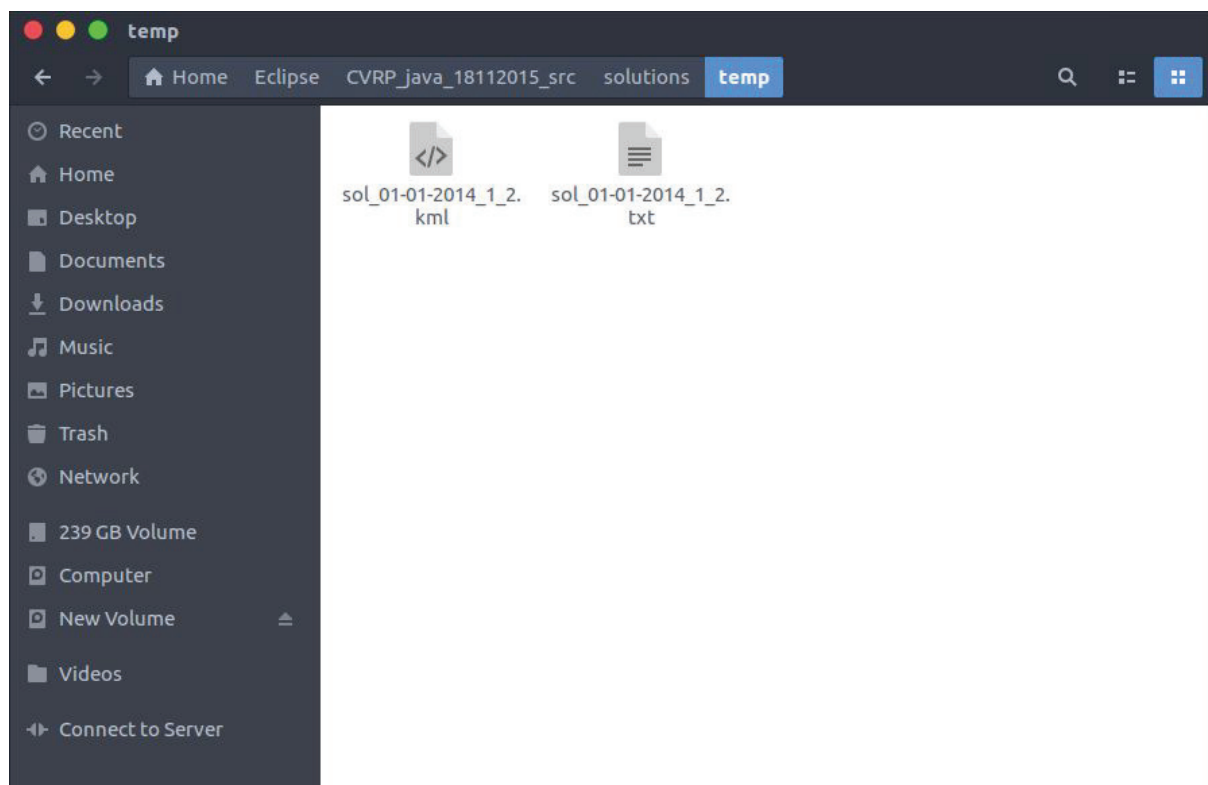 temp
Home Eclipse CVRP_java_18112015_src solutions temp
Recent
Home
Desktop
Documents
Downloads
Music
Pictures
Trash
Network
239 GB Volume
Computer
New Volume
Videos
Connect to Server
sol_01-01-2014_1_2.
kml
sol_01-01-2014_1_2.
txt